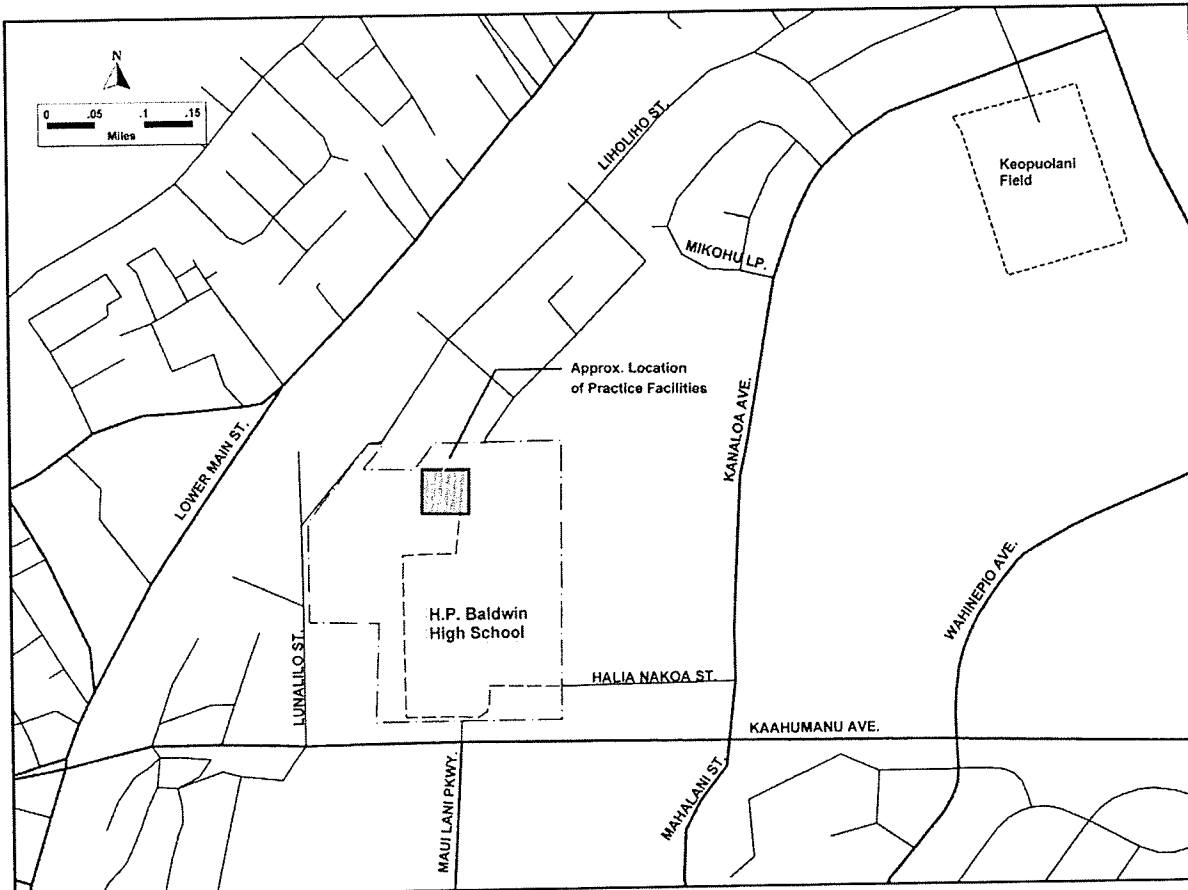 N
0 .05 .1 .15
Miles
LIHOLIHO ST.
Keopuolani
Field
MIKOHU LP.
Approx. Location
of Practice Facilities
KANALOA AVE.
LOWER MAIN ST.
WAHINEPIO AVE.
H.P. Baldwin
High School
LUNALILO ST.
HALIA NAKOA ST.
KAAHUMANU AVE.
MAUI LANI PKWY.
MAHALANI ST.